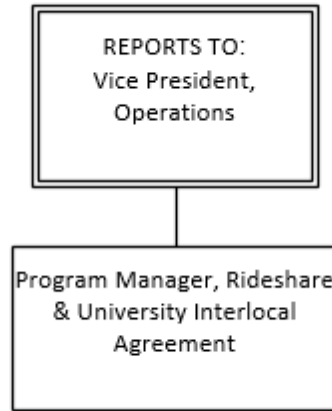 REPORTS TO:
Vice President,
Operations
Program Manager, Rideshare
& University Interlocal
Agreement